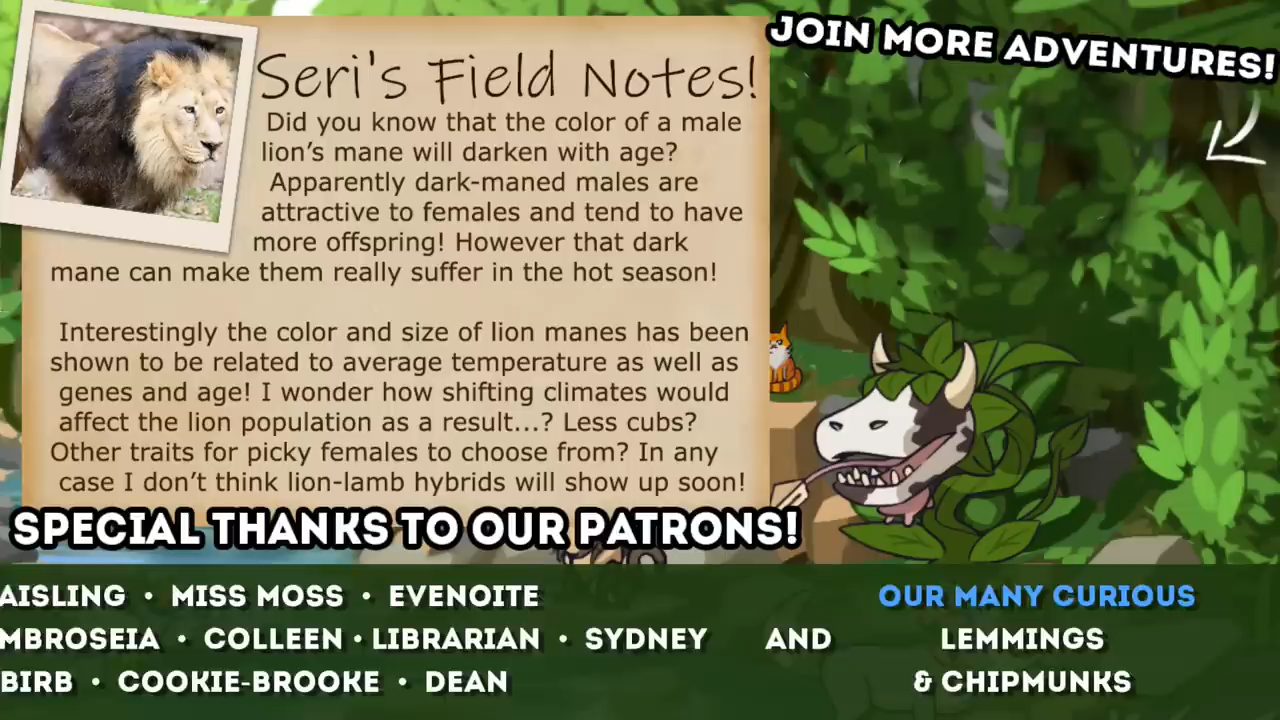 JOIN MORE ADVENTURES!
Seri's Field Notes!
Did you know that the color of a male
lion's mane will darken with age?
Apparently dark-maned males are
attractive to females and tend to have
more offspring! However that dark
mane can make them really suffer in the hot season!
Interestingly the color and size of lion manes has been
shown to be related to average temperature as well as
genes and age! I wonder how shifting climates would
affect the lion population as a result...? Less cubs?
Other traits for picky females to choose from? In any
case I don't think lion-lamb hybrids will show up soon!
SPECIAL THANKS TO OUR PATRONS!
AISLING • MISS MOSS • EVENOITE
MBROSEIA • COLLEEN • LIBRARIAN • SYDNEY
BIRB • COOKIE-BROOKE • DEAN
AND
OUR MANY CURIOUS
LEMMINGS
& CHIPMUNKS